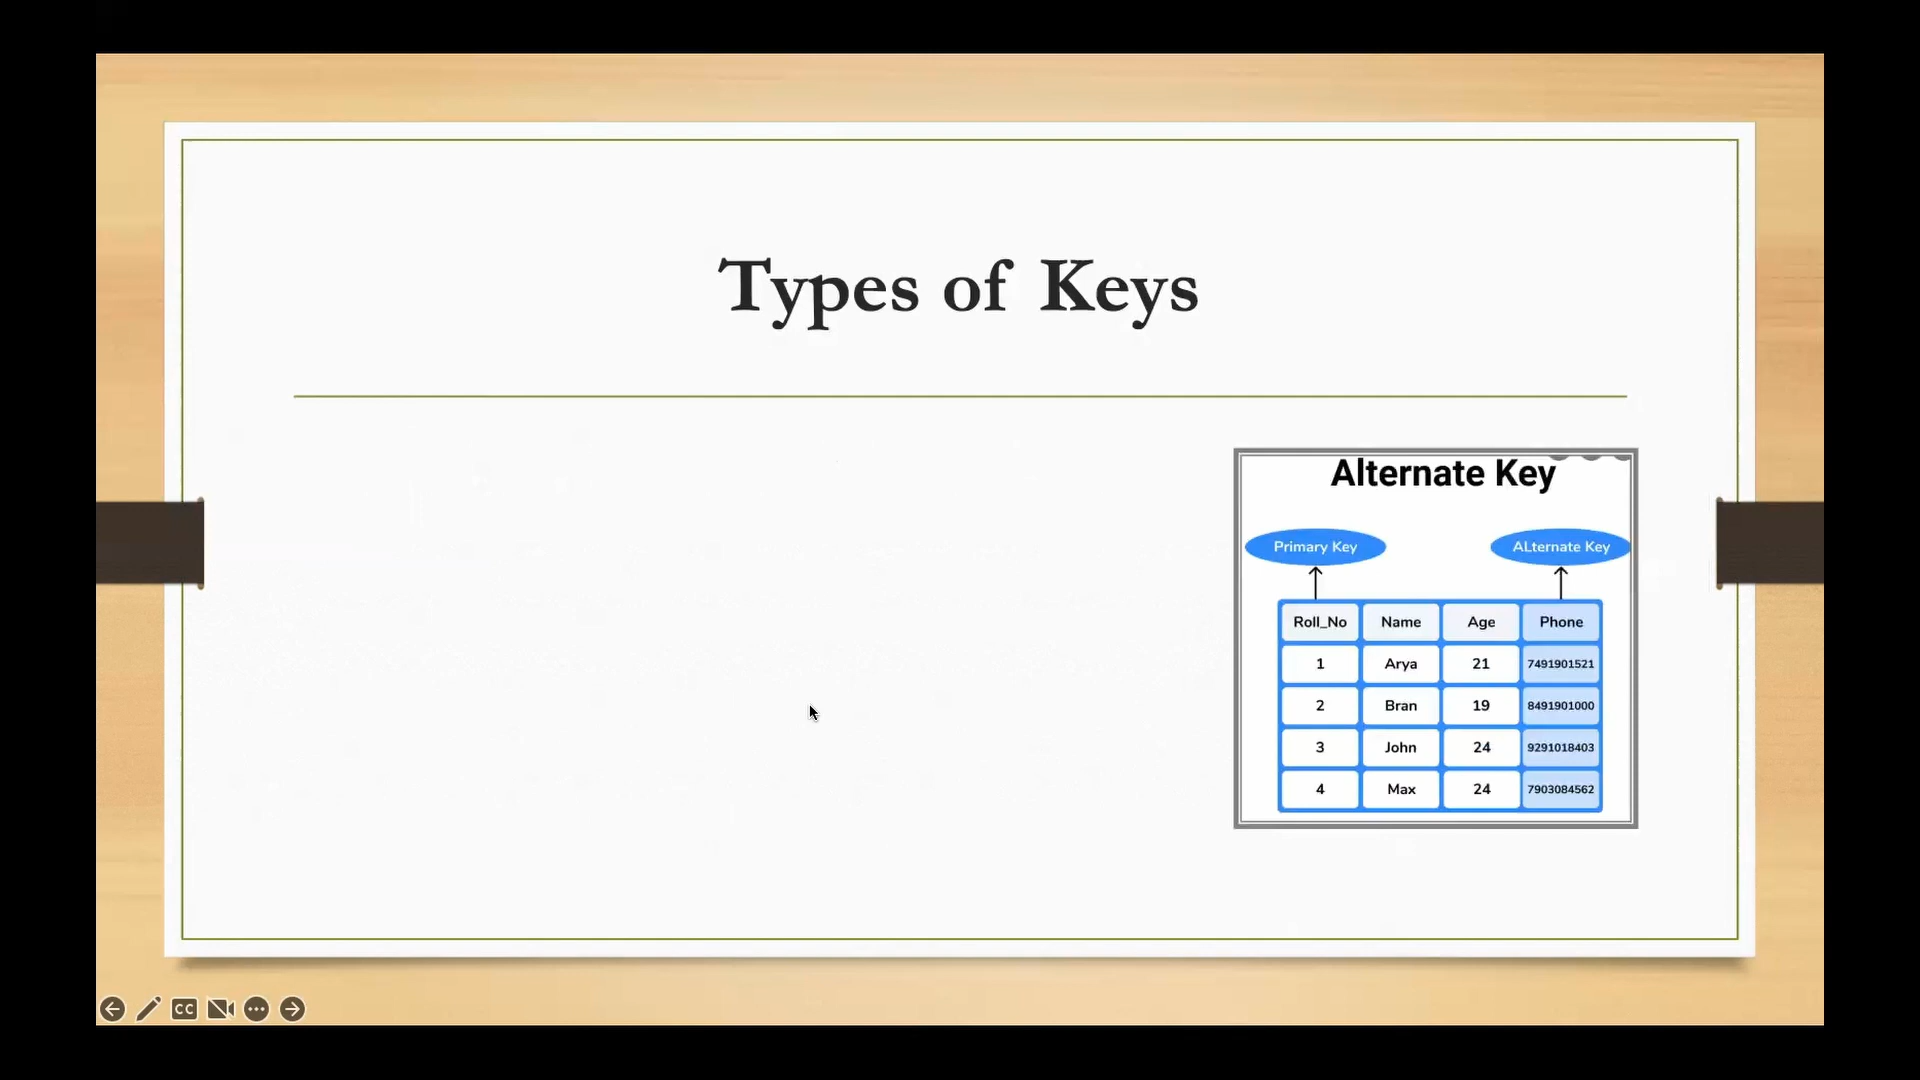 Types of Keys
Alternate Key
Primary Key ALternate Key
Roll_No Name Age Phone
1 Arya 21 7491901521
2 Bran 19 8491901000
3 John 24 9291018403
4 Max 24 7903084562
CC